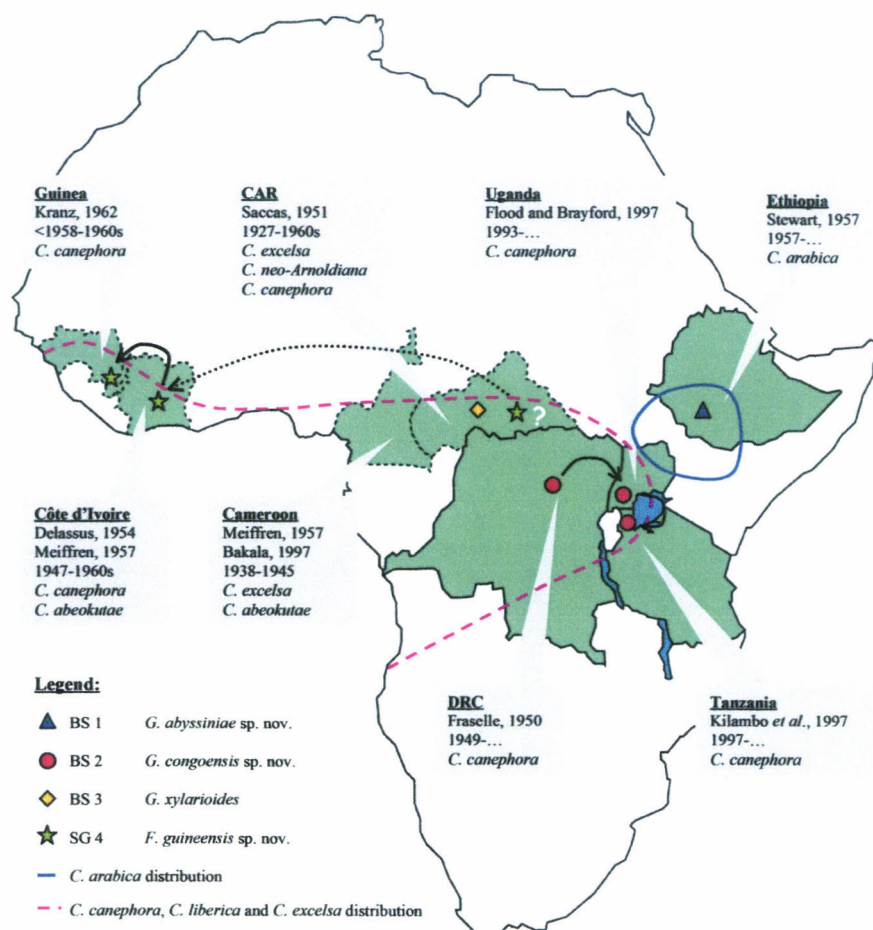 Guinea
Kranz, 1962
<1958-1960s
C. canephora
CAR
Saccas, 1951
1927-1960s
C. excelsa
C. neo-Arnoldiana
C. canephora
Uganda
Flood and Brayford, 1997
1993-...
C. canephora
Ethiopia
Stewart, 1957
1957-...
C. arabica
?
Côte d'Ivoire
Delassus, 1954
Meiffren, 1957
1947-1960s
C. canephora
C. abeokutae
Cameroon
Meiffren, 1957
Bakala, 1997
1938-1945
C. excelsa
C. abeokutae
DRC
Fraselle, 1950
1949-...
C. canephora
Tanzania
Kilambo et al., 1997
1997-...
C. canephora
Legend:
BS 1 G. abyssiniae sp. nov.
BS 2 G. congoensis sp. nov.
BS 3 G. xylarioides
SG 4 F. guineensis sp. nov.
C. arabica distribution
C. canephora, C. liberica and C. excelsa distribution